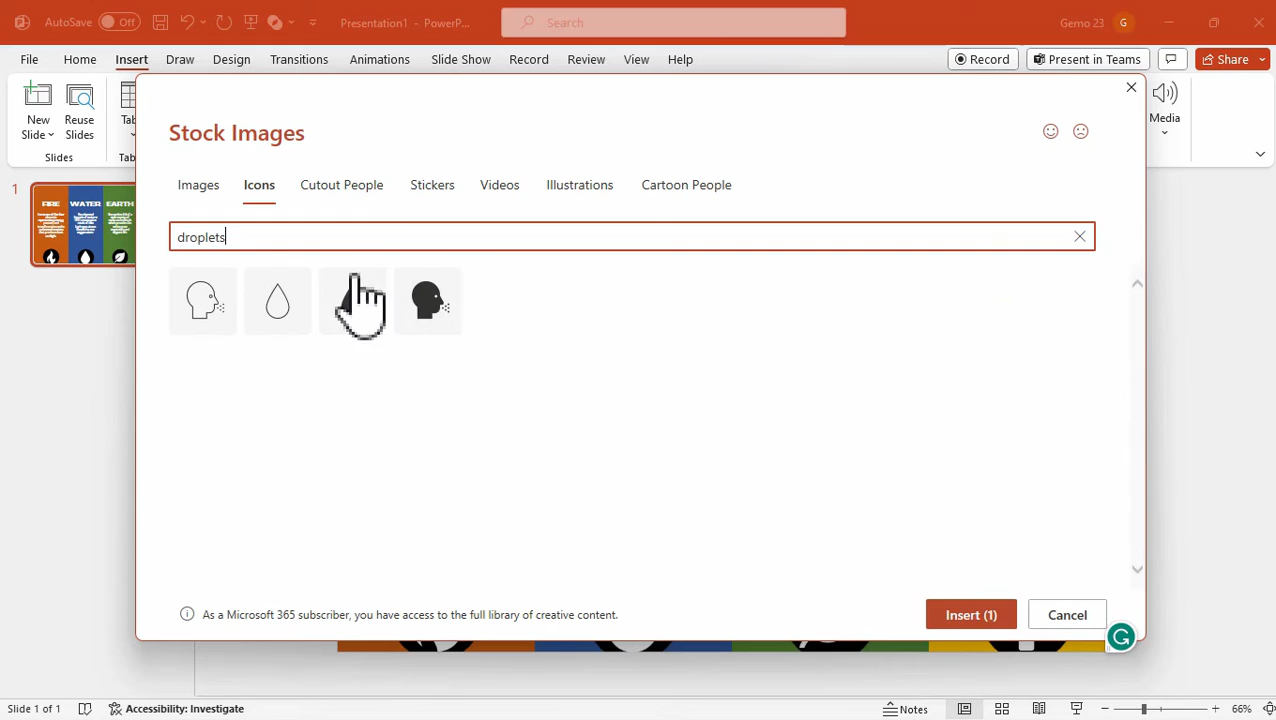 AutoSave Off Presentation1 - PowerP... Search Gemo 23 G
File Home Insert Draw Design Transitions Animations Slide Show Record Review View Help Record Present in Teams Share
New
Slide
Reuse
Slides
Tab
Media
Slides
Tab
Stock Images
Images Icons Cutout People Stickers Videos Illustrations Cartoon People
droplets
1
FIRE WATER EARTH
As a Microsoft 365 subscriber, you have access to the full library of creative content.
Insert (1) Cancel
G
Slide 1 of 1 Accessibility: Investigate Notes 66%